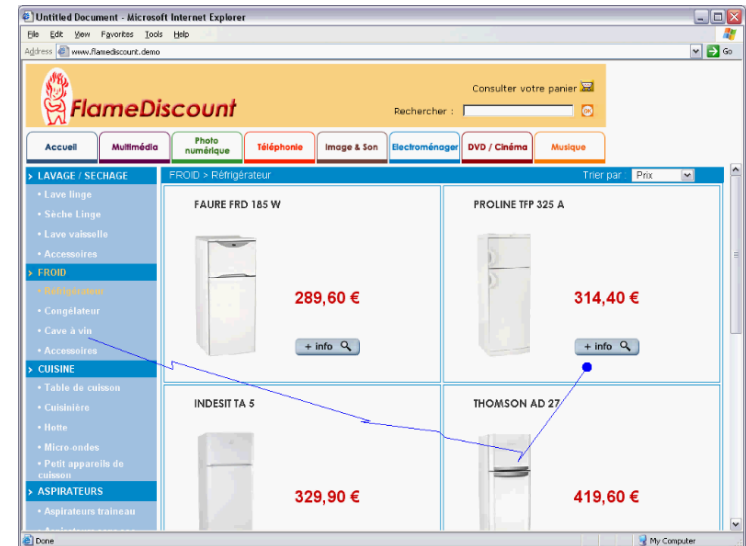 Untitled Document - Microsoft Internet Explorer
File Edit View Favorites Tools Help
Address www.flamediscount.demo Go
Consulter votre panier
FlameDiscount
Rechercher :
Accueil Multimédia Photo numérique Téléphonie Image & Son Electroménager DVD / Cinéma Musique
> LAVAGE / SECHAGE
• Lave linge
• Sèche Linge
• Lave vaisselle
• Accessoires
> FROID
• Réfrigérateur
• Congélateur
• Cave à vin
• Accessoires
> CUISINE
• Table de cuisson
• Cuisinière
• Hotte
• Micro-ondes
• Petit appareils de
cuisson
> ASPIRATEURS
• Aspirateurs traineau
FROID > Réfrigérateur Trier par : Prix
FAURE FRD 185 W
289,60 €
+ info
PROLINE TFP 325 A
314,40 €
+ info
INDESIT TA 5
329,90 €
THOMSON AD 27
419,60 €
Done My Computer